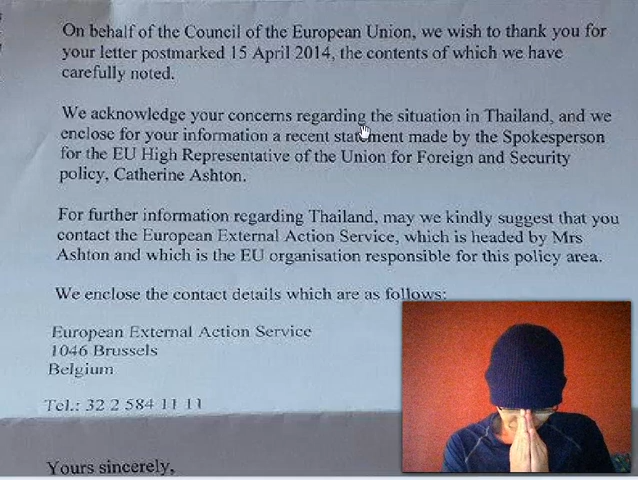 On behalf of the Council of the European Union, we wish to thank you for
your letter postmarked 15 April 2014, the contents of which we have
carefully noted.
We acknowledge your concerns regarding the situation in Thailand, and we
enclose for your information a recent statement made by the Spokesperson
for the EU High Representative of the Union for Foreign and Security
policy, Catherine Ashton.
For further information regarding Thailand, may we kindly suggest that you
contact the European External Action Service, which is headed by Mrs
Ashton and which is the EU organisation responsible for this policy area.
We enclose the contact details which are as follows:
European External Action Service
1046 Brussels
Belgium
Tel.: 32 2 584 11 11
Yours sincerely,